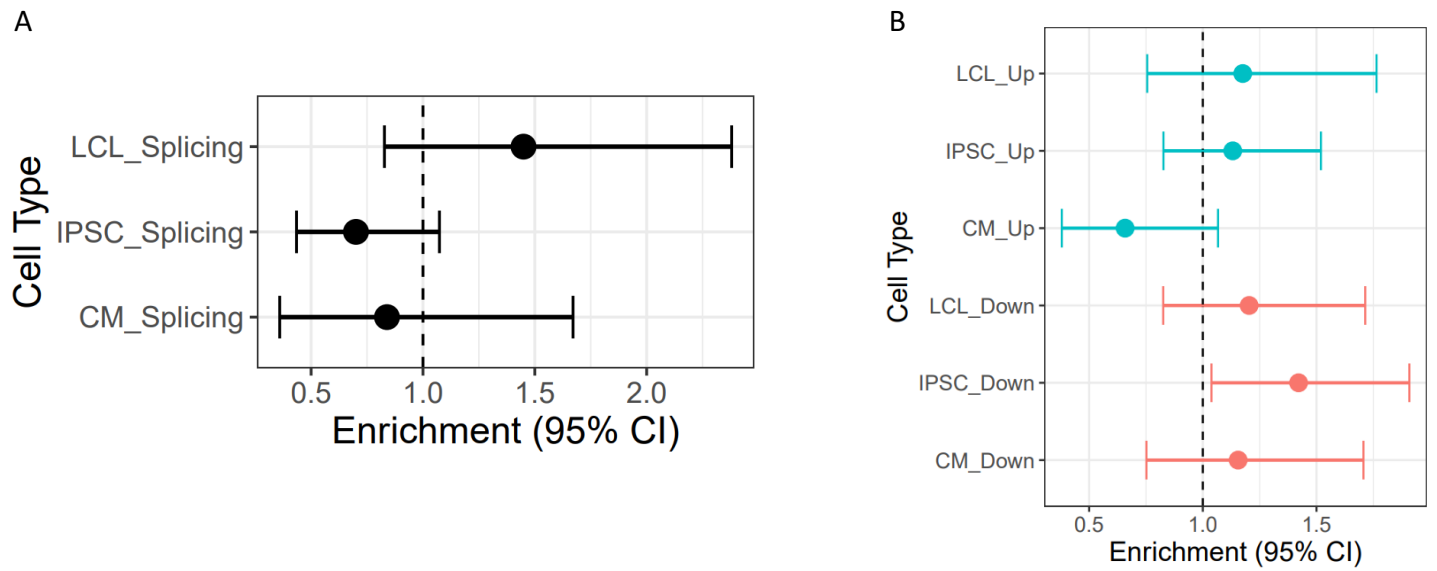 A
Cell Type
LCL_Splicing
IPSC_Splicing
CM_Splicing
0.5 1.0 1.5 2.0
Enrichment (95% CI)
B
Cell Type
LCL_Up
IPSC_Up
CM_Up
LCL_Down
IPSC_Down
CM_Down
0.5 1.0 1.5
Enrichment (95% CI)